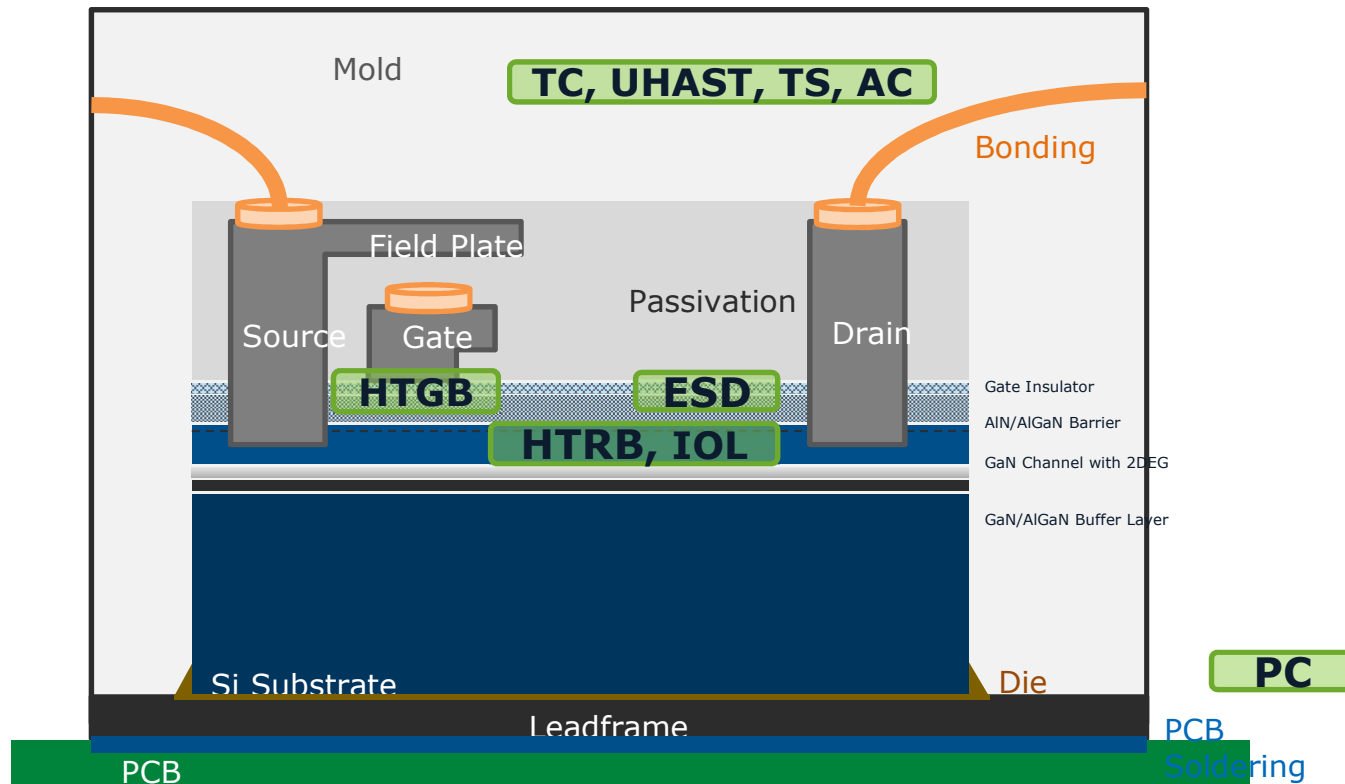 Mold
TC, UHAST, TS, AC
Bonding
Field Plate
Passivation
Source
Gate
Drain
HTGB
ESD
Gate Insulator
AlN/AlGaN Barrier
HTRB, IOL
GaN Channel with 2DEG
GaN/AlGaN Buffer Layer
PC
Si Substrate
Die
Leadframe
PCB
Soldering
PCB